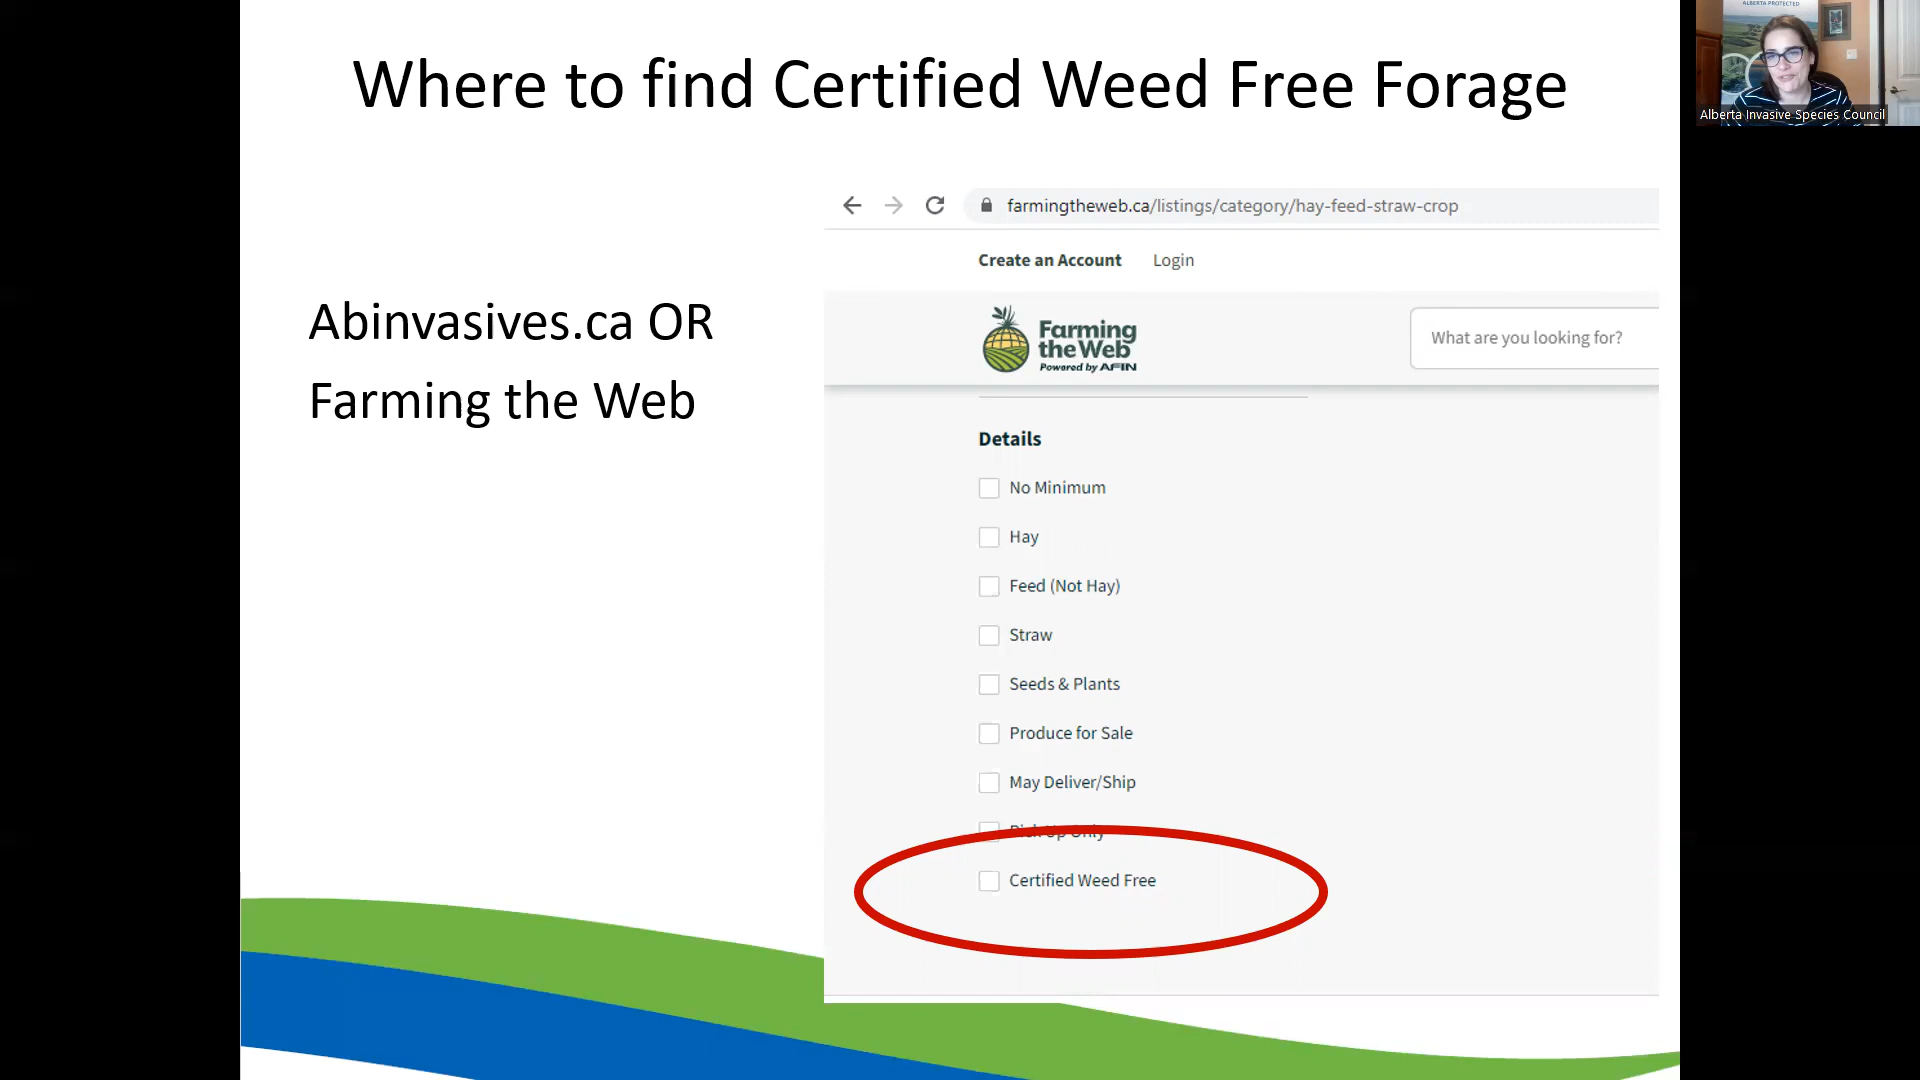 Where to find Certified Weed Free Forage
ALBERTA PROTECTED
Alberta Invasive Species Council
Abinvasives.ca OR
Farming the Web
farmingtheweb.ca/listings/category/hay-feed-straw-crop
Create an Account Login
Farming
the Web
Powered by AFIN
What are you looking for?
Details
No Minimum
Hay
Feed (Not Hay)
Straw
Seeds & Plants
Produce for Sale
May Deliver/Ship
Pick Up Only
Certified Weed Free